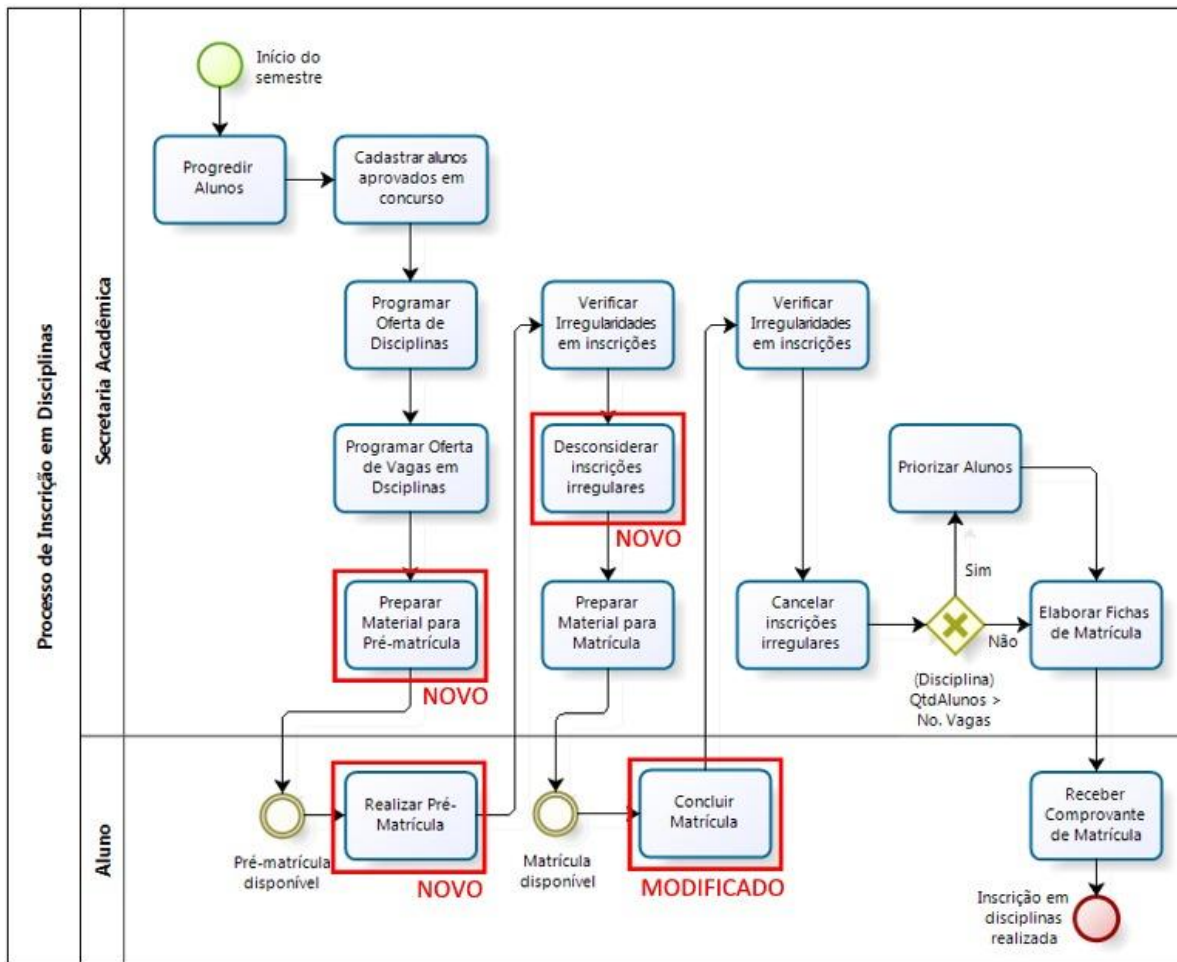 Processo de Inscrição em Disciplinas
Secretaria Acadêmica
Início do
semestre
Progredir
Alunos
Cadastrar alunos
aprovados em
concurso
Programar
Oferta de
Disciplinas
Programar Oferta
de Vagas em
Dsciplinas
Preparar
Material para
Pré-matrícula
NOVO
Verificar
Irregularidades
em inscrições
Desconsiderar
inscrições
irregulares
NOVO
Preparar
Material para
Matrícula
Verificar
Irregularidades
em inscrições
Cancelar
inscrições
irregulares
(Disciplina)
QtdAlunos >
No. Vagas
Sim
Não
Priorizar Alunos
Elaborar Fichas
de Matrícula
Aluno
Pré-matrícula
disponível
Realizar Pré-
Matrícula
NOVO
Matrícula
disponível
Concluir
Matrícula
MODIFICADO
Receber
Comprovante
de Matrícula
Inscrição em
disciplinas
realizada